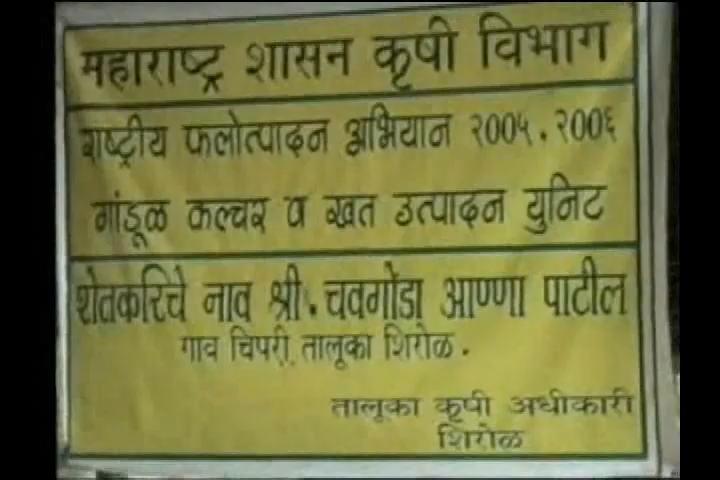 महाराष्ट्र शासन कृषी विभाग
राष्ट्रीय फलोत्पादन अभियान २००५.२००६
गांडूळ कल्चर व खत उत्पादन युनिट
शेतकरिचे नाव श्री. चवगोंडा आण्णा पाटील
गाव चिपरी, तालूका शिरोळ.
तालूका कृषी अधीकारी
शिरोळ